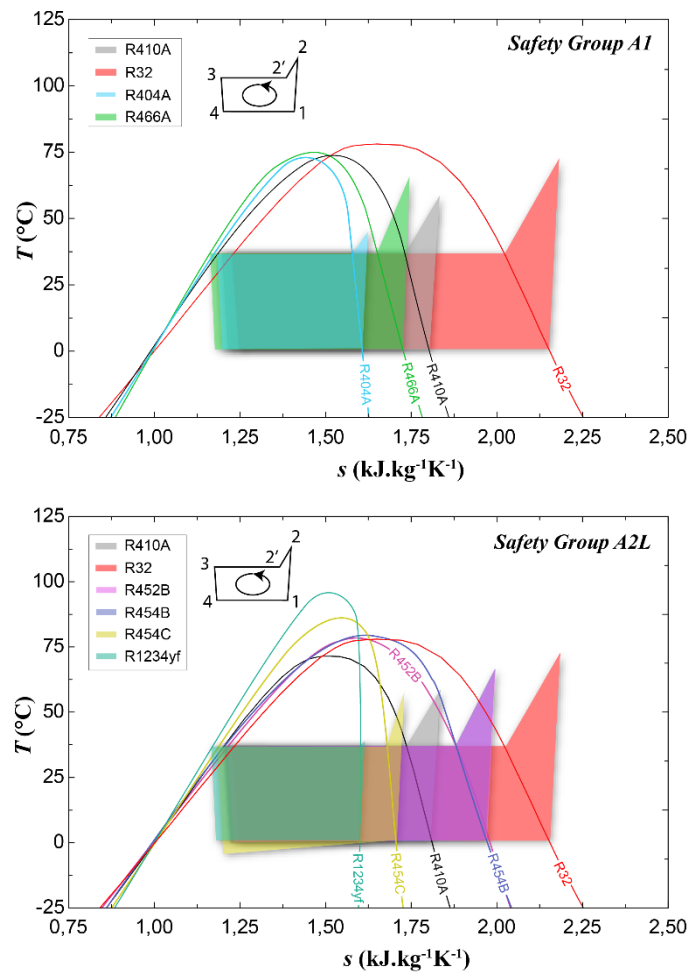 Safety Group A1
R410A
R32
R404A
R466A
2
3
2'
4
1
125
100
75
50
25
0
-25
T (°C)
R404A
R466A
R410A
R32
0,75
1,00
1,25
1,50
1,75
2,00
2,25
2,50
s (kJ.kg⁻¹K⁻¹)
Safety Group A2L
R410A
R32
R452B
R454B
R454C
R1234yf
2
3
2'
4
1
125
100
75
50
25
0
-25
T (°C)
R452B
R1234yf
R454C
R410A
R454B
R32
0,75
1,00
1,25
1,50
1,75
2,00
2,25
2,50
s (kJ.kg⁻¹K⁻¹)